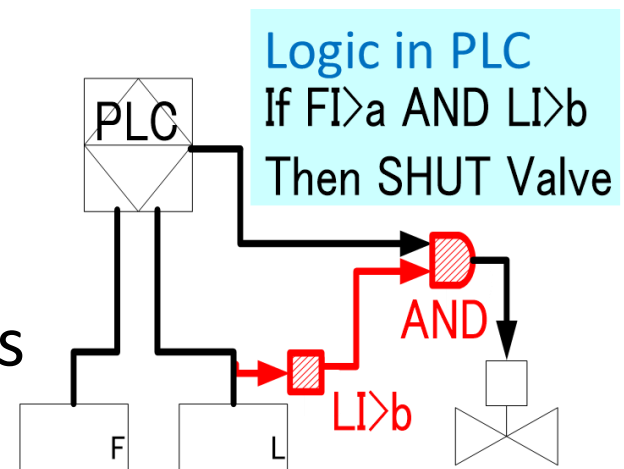 Logic in PLC
If FI>a AND LI>b
Then SHUT Valve
PLC
AND
s
LI>b
F
L